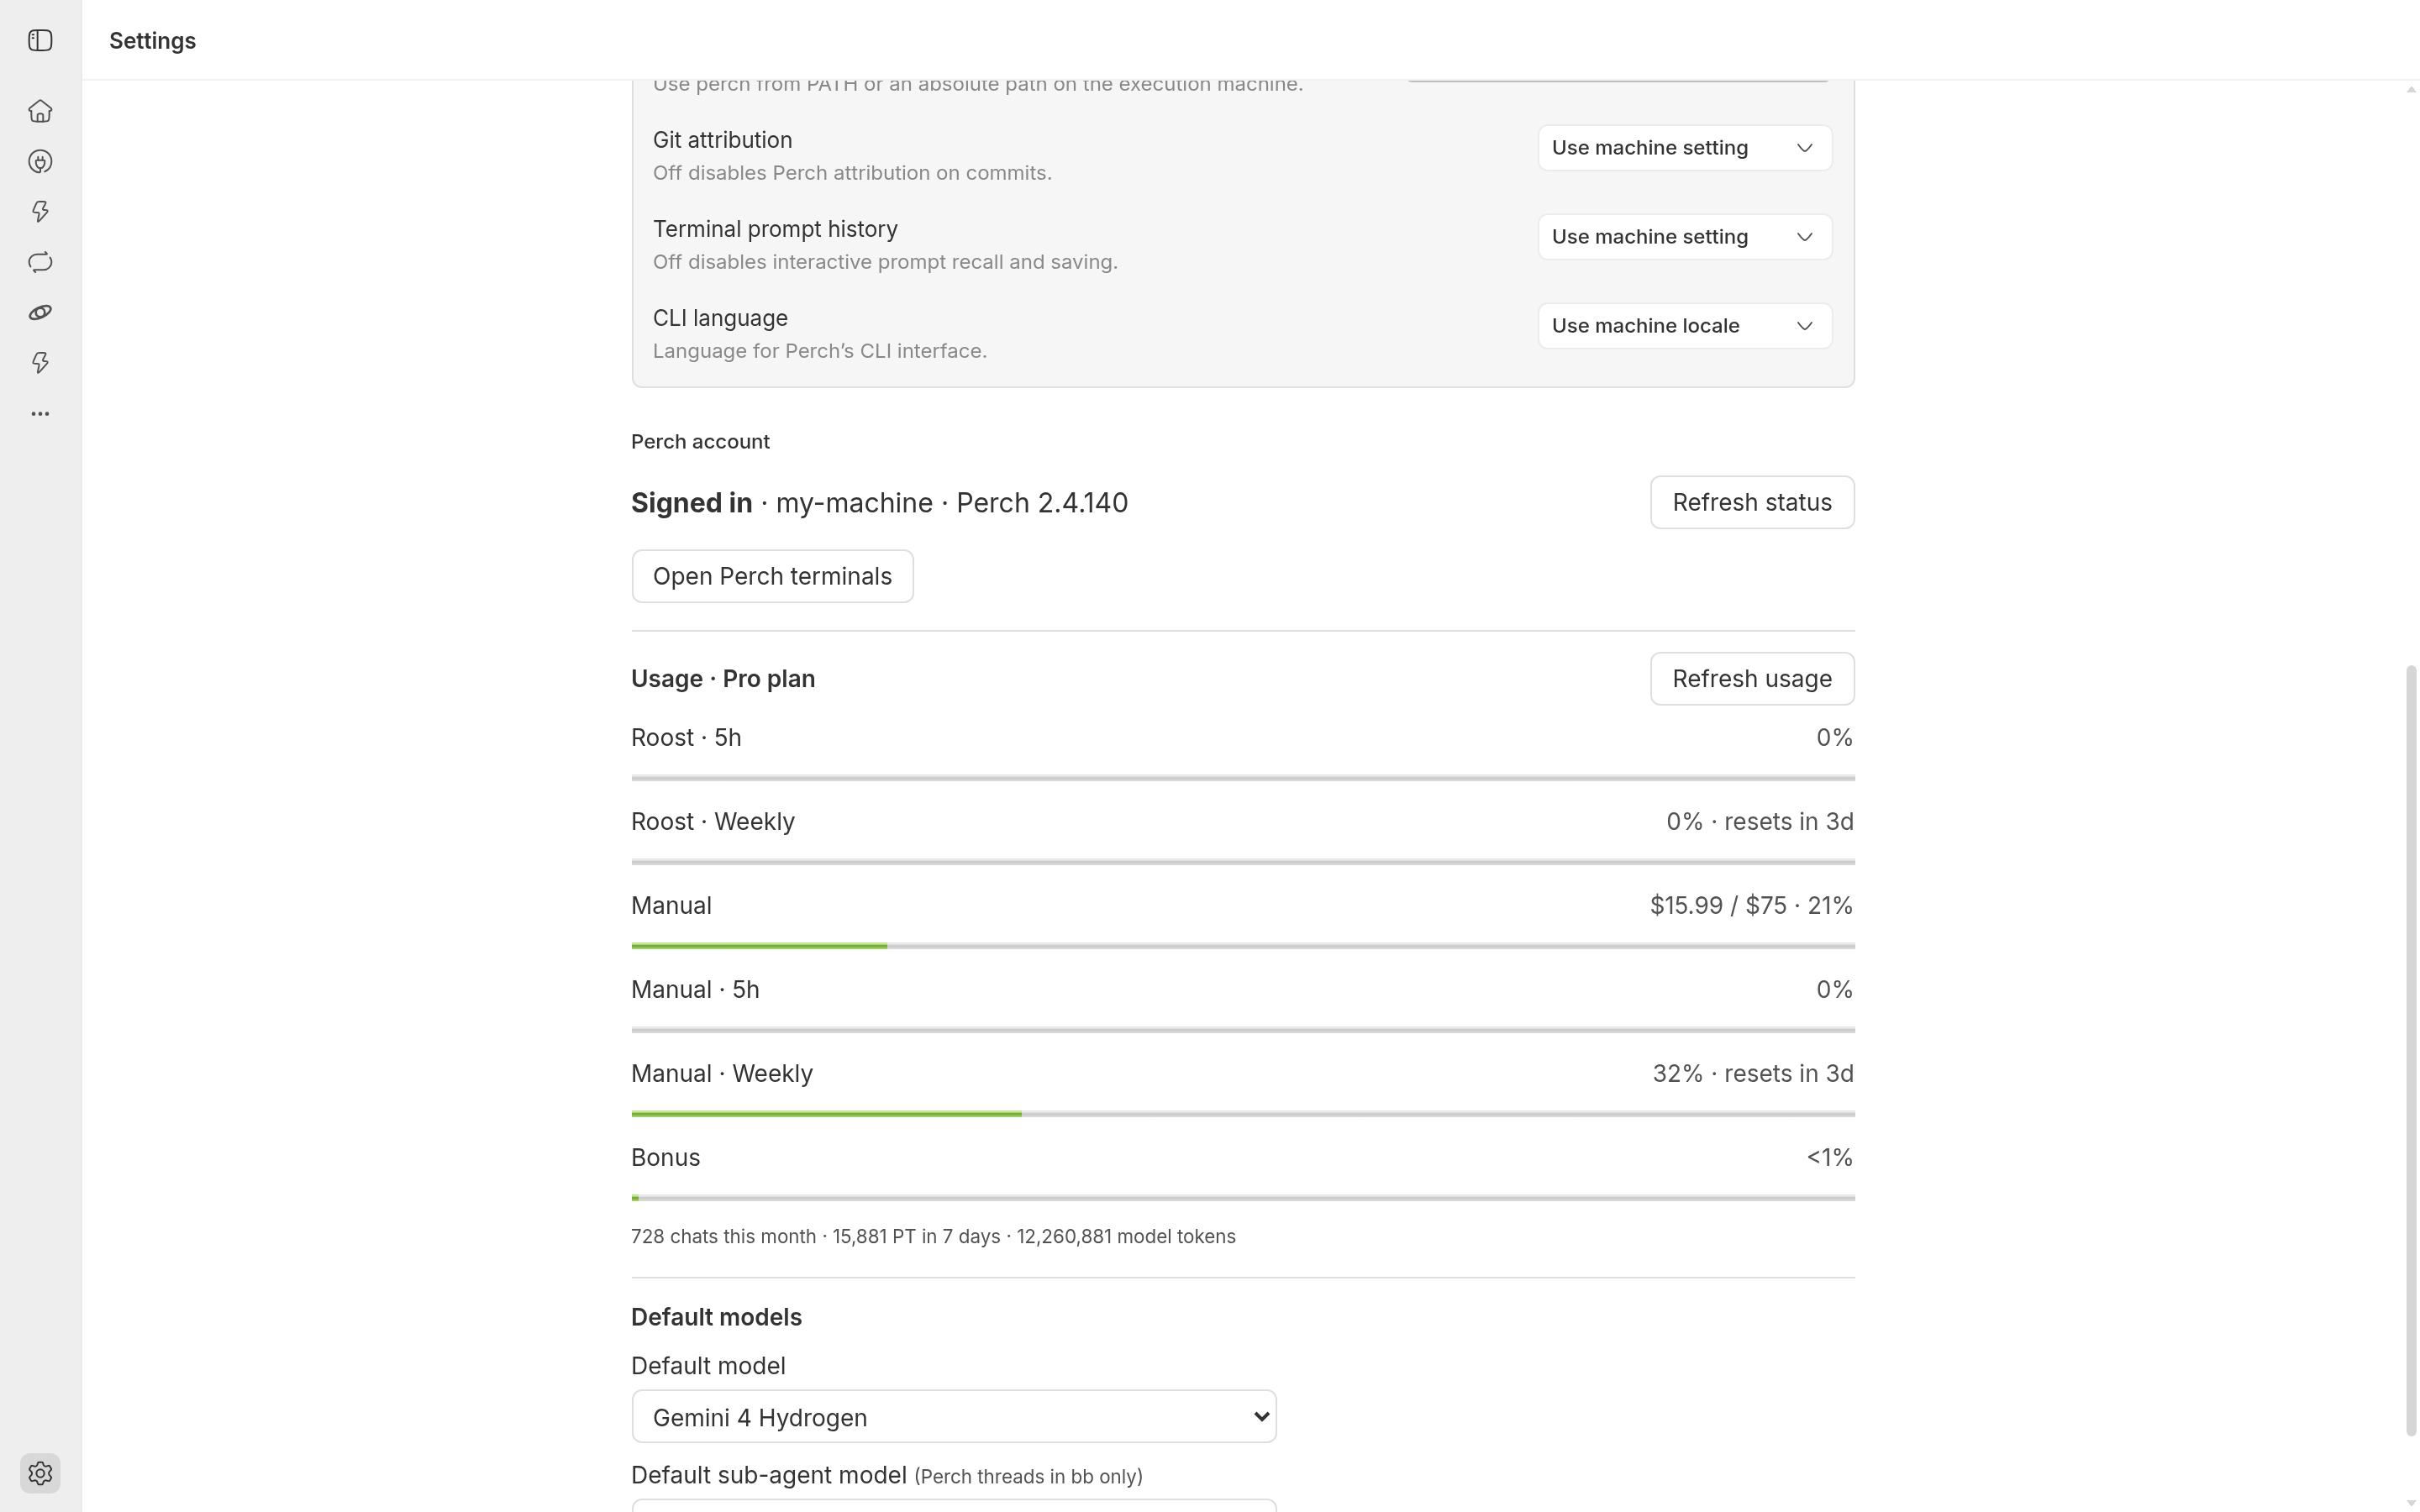 Settings
Use perch from PATH or an absolute path on the execution machine.
Git attribution
Use machine setting
Off disables Perch attribution on commits.
Terminal prompt history
Use machine setting
Off disables interactive prompt recall and saving.
CLI language
Use machine locale
Language for Perch’s CLI interface.
Perch account
Signed in · my-machine · Perch 2.4.140
Refresh status
Open Perch terminals
Usage · Pro plan
Refresh usage
Roost · 5h
0%
Roost · Weekly
0% · resets in 3d
Manual
$15.99 / $75 · 21%
Manual · 5h
0%
Manual · Weekly
32% · resets in 3d
Bonus
<1%
728 chats this month · 15,881 PT in 7 days · 12,260,881 model tokens
Default models
Default model
Gemini 4 Hydrogen
Default sub-agent model (Perch threads in bb only)